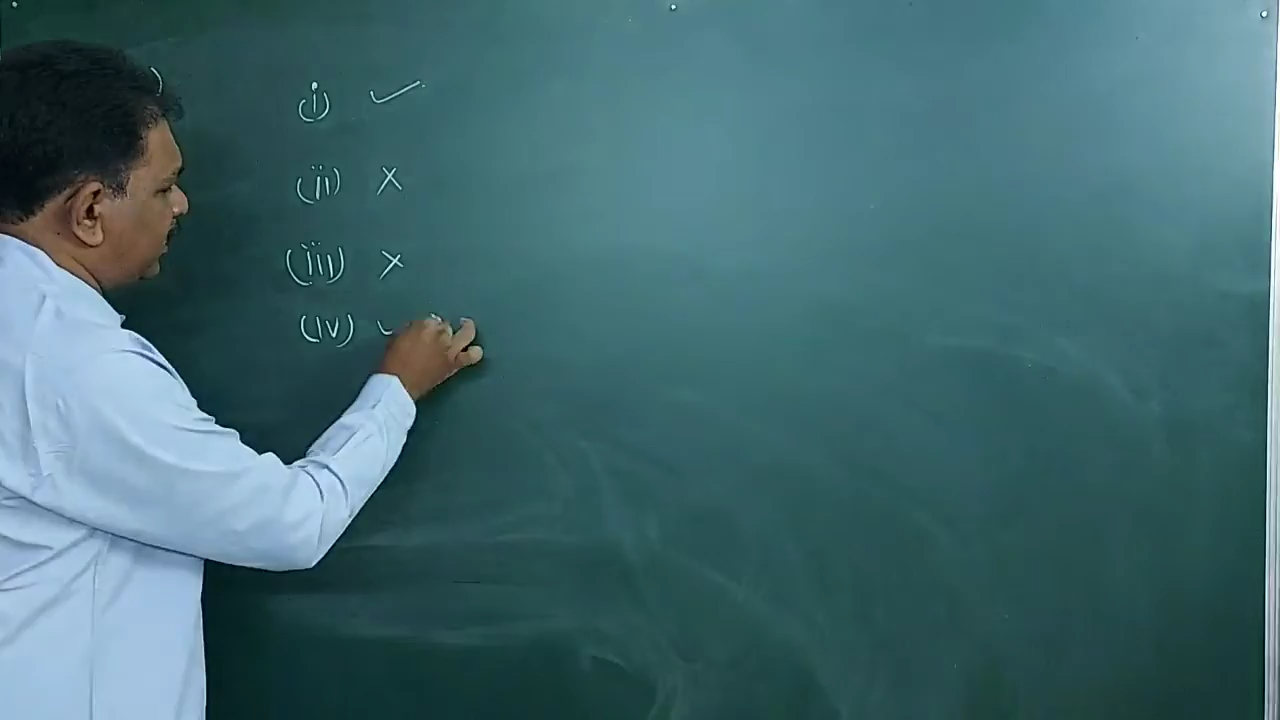 (i) ✓
(ii) ×
(iii) ×
(iv)